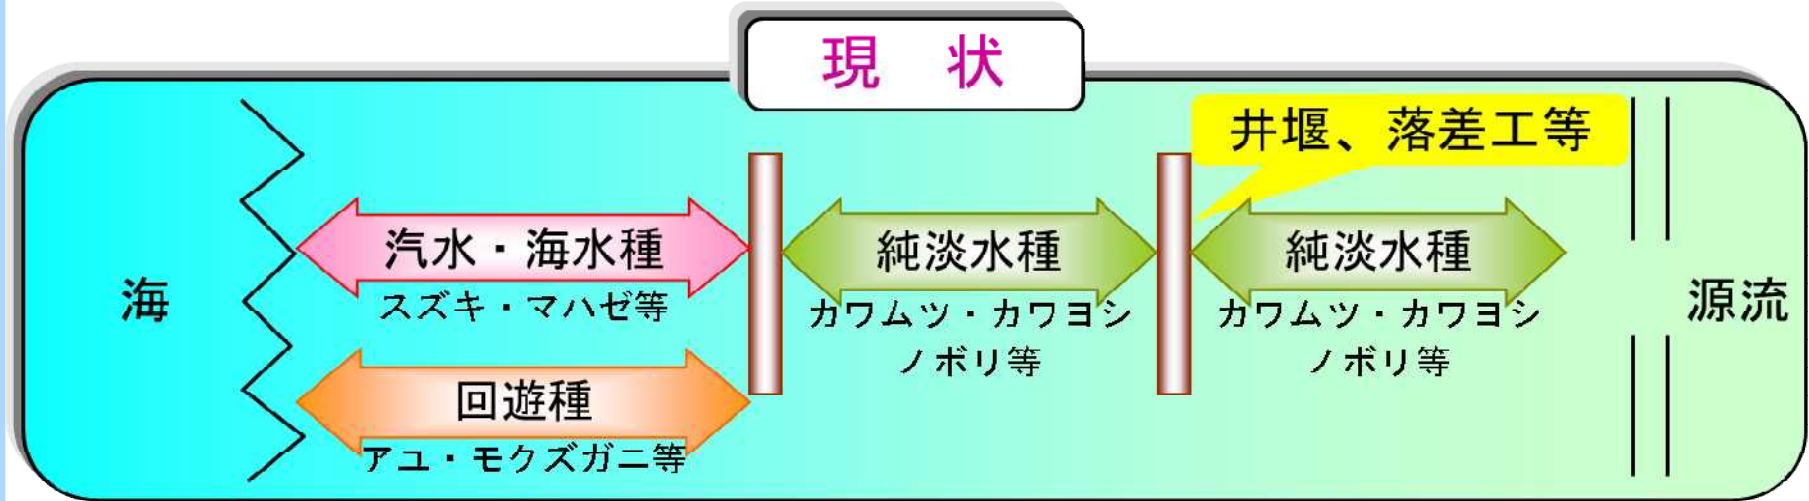 現　状
井堰、落差工等
海
汽水・海水種
スズキ・マハゼ等
回遊種
アユ・モクズガニ等
純淡水種
カワムツ・カワヨシ
ノボリ等
純淡水種
カワムツ・カワヨシ
ノボリ等
源流